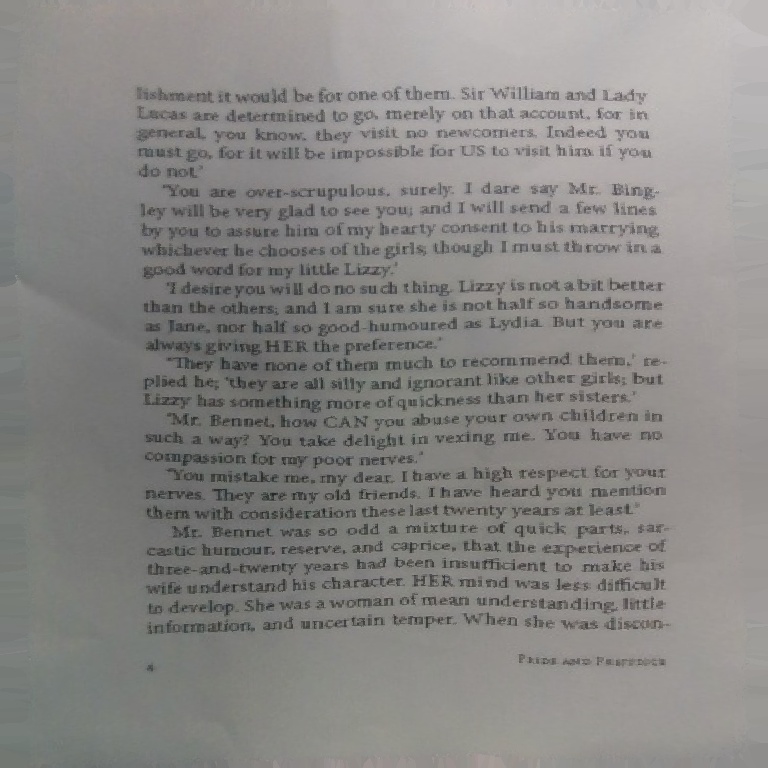 lishment it would be for one of them. Sir William and Lady
Lucas are determined to go, merely on that account, for in
general, you know, they visit no newcomers. Indeed you
must go, for it will be impossible for US to visit him if you
do not.'
'You are over-scrupulous, surely. I dare say Mr. Bing-
ley will be very glad to see you; and I will send a few lines
by you to assure him of my hearty consent to his marrying
whichever he chooses of the girls; though I must throw in a
good word for my little Lizzy.'
'I desire you will do no such thing. Lizzy is not a bit better
than the others; and I am sure she is not half so handsome
as Jane, nor half so good-humoured as Lydia. But you are
always giving HER the preference.'
'They have none of them much to recommend them,' re-
plied he; 'they are all silly and ignorant like other girls; but
Lizzy has something more of quickness than her sisters.'
'Mr. Bennet, how CAN you abuse your own children in
such a way? You take delight in vexing me. You have no
compassion for my poor nerves.'
'You mistake me, my dear. I have a high respect for your
nerves. They are my old friends. I have heard you mention
them with consideration these last twenty years at least.'
Mr. Bennet was so odd a mixture of quick parts, sar-
castic humour, reserve, and caprice, that the experience of
three-and-twenty years had been insufficient to make his
wife understand his character. HER mind was less difficult
to develop. She was a woman of mean understanding, little
information, and uncertain temper. When she was discon-
4 Pride and Prejudice